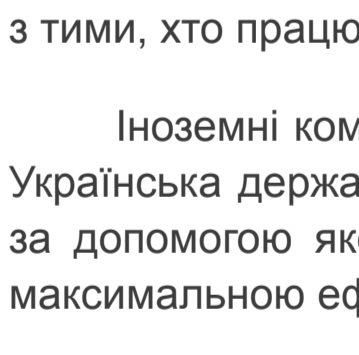 з тими, хто працю
Іноземні ком
Українська держа
за допомогою як
максимальною еф